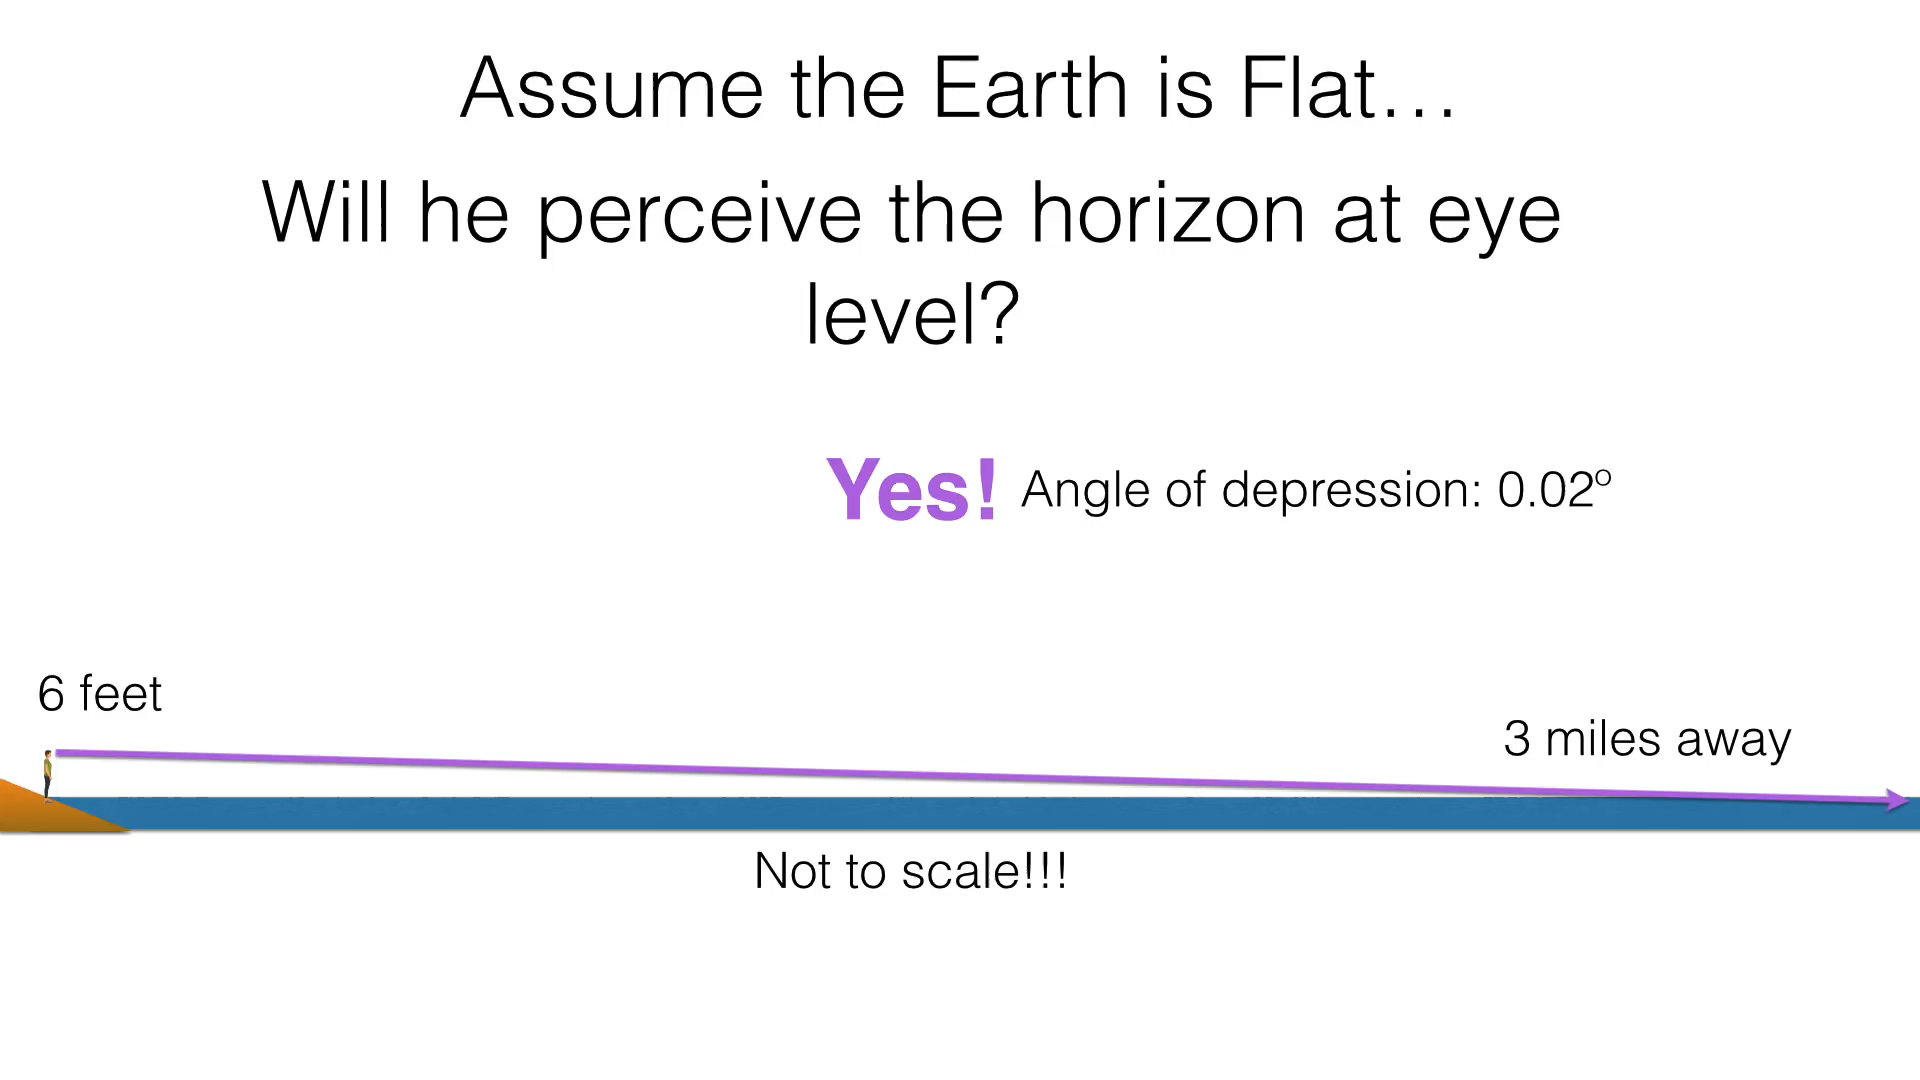 Assume the Earth is Flat…
Will he perceive the horizon at eye
level?
Yes! Angle of depression: 0.02º
6 feet
3 miles away
Not to scale!!!